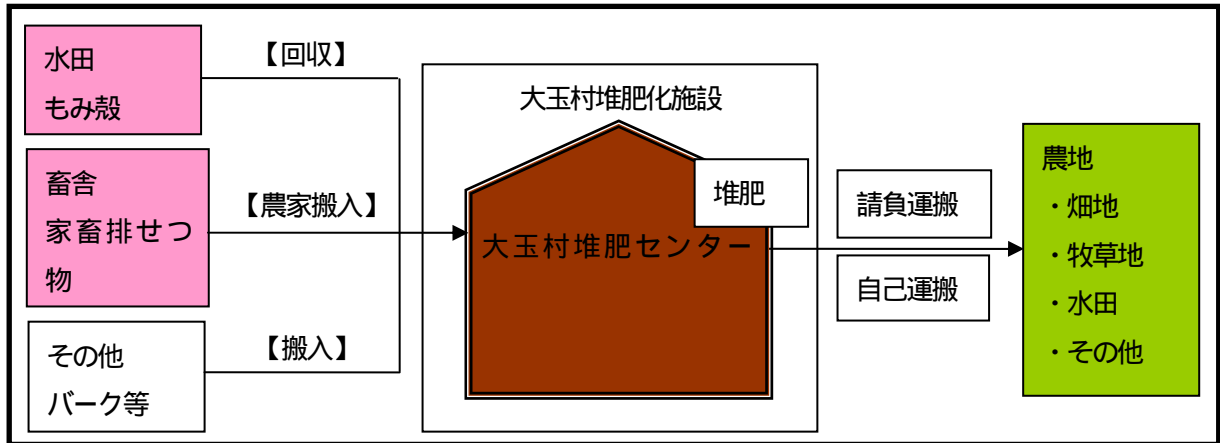 水田
もみ殻
【回収】
畜舎
家畜排せつ
物
【農家搬入】
その他
バーク等
【搬入】
大玉村堆肥化施設
堆肥
大玉村堆肥センター
請負運搬
自己運搬
農地
・畑地
・牧草地
・水田
・その他